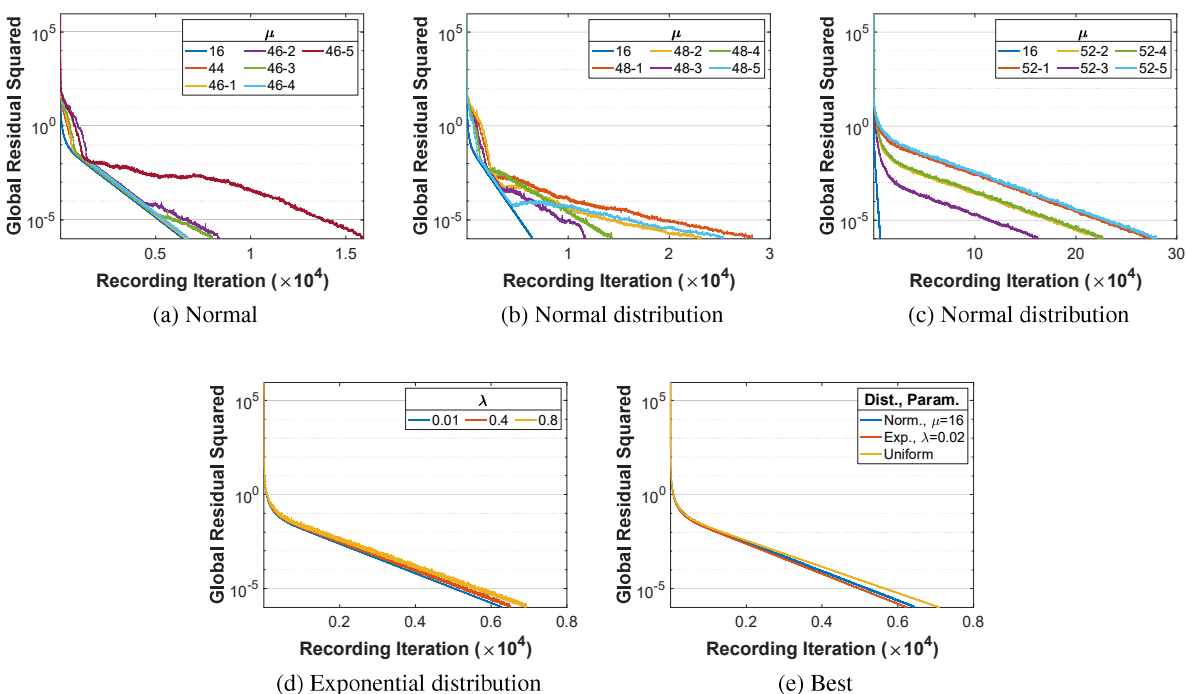 Global Residual Squared
10^5
10^0
10^-5
μ
16 46-2 46-5
44 46-3
46-1 46-4
0.5 1 1.5
Recording Iteration (×10^4)
(a) Normal
Global Residual Squared
10^5
10^0
10^-5
μ
16 48-2 48-4
48-1 48-3 48-5
1 2 3
Recording Iteration (×10^4)
(b) Normal distribution
Global Residual Squared
10^5
10^0
10^-5
μ
16 52-2 52-4
52-1 52-3 52-5
10 20 30
Recording Iteration (×10^4)
(c) Normal distribution
Global Residual Squared
10^5
10^0
10^-5
λ
0.01 0.4 0.8
0.2 0.4 0.6 0.8
Recording Iteration (×10^4)
(d) Exponential distribution
Global Residual Squared
10^5
10^0
10^-5
Dist., Param.
Norm., μ=16
Exp., λ=0.02
Uniform
0.2 0.4 0.6 0.8
Recording Iteration (×10^4)
(e) Best